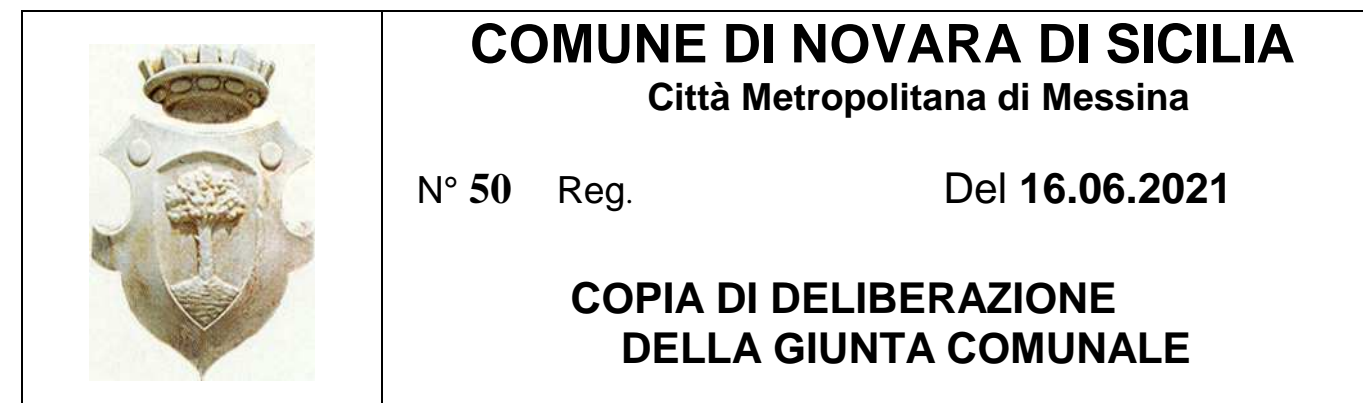 COMUNE DI NOVARA DI SICILIA
Città Metropolitana di Messina
N° 50 Reg. Del 16.06.2021
COPIA DI DELIBERAZIONE
DELLA GIUNTA COMUNALE